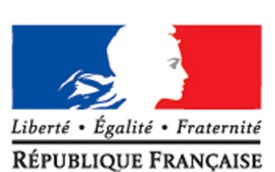 Liberté • Égalité • Fraternité
RÉPUBLIQUE FRANÇAISE